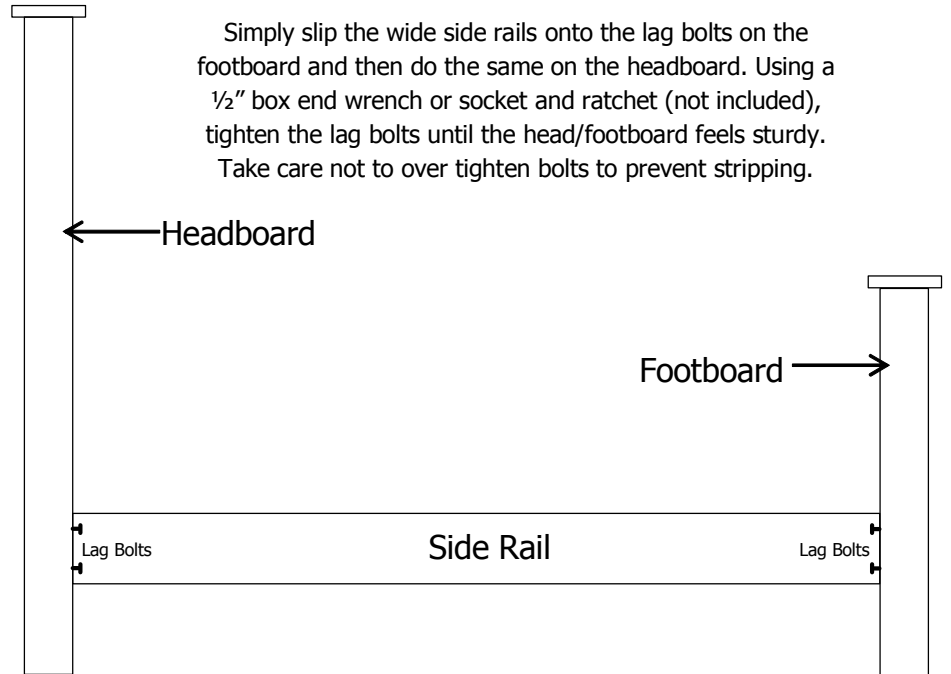 Simply slip the wide side rails onto the lag bolts on the
footboard and then do the same on the headboard. Using a
½” box end wrench or socket and ratchet (not included),
tighten the lag bolts until the head/footboard feels sturdy.
Take care not to over tighten bolts to prevent stripping.
Headboard
Footboard
Lag Bolts
Side Rail
Lag Bolts